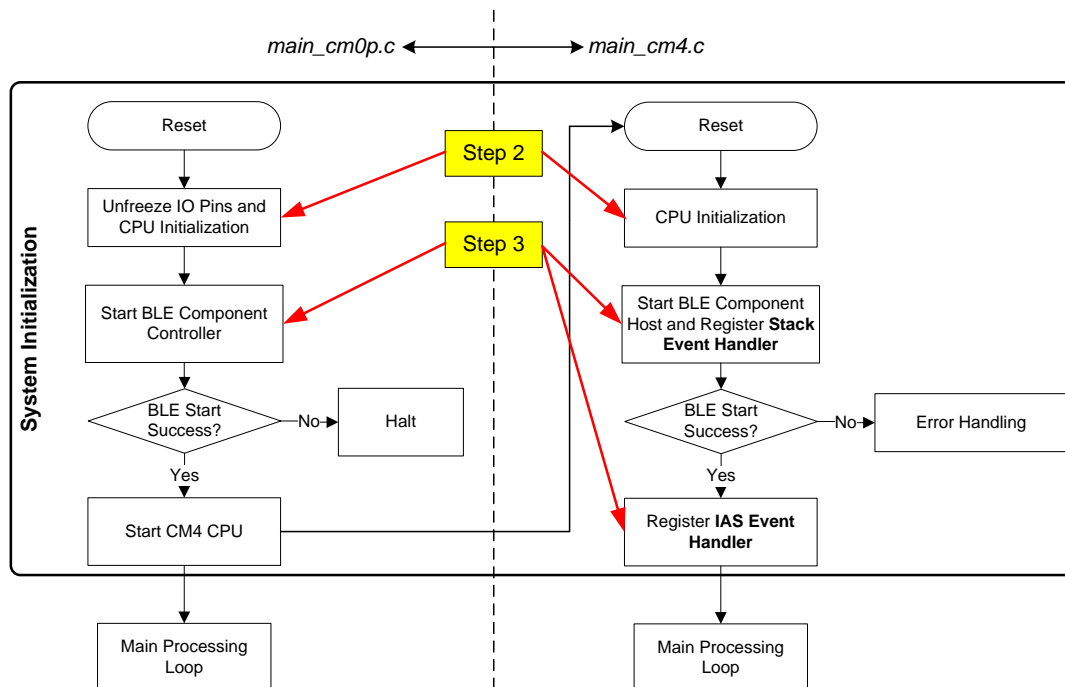 main_cm0p.c
main_cm4.c
System Initialization
Reset
Step 2
Reset
Unfreeze IO Pins and
CPU Initialization
CPU Initialization
Step 3
Start BLE Component
Controller
Start BLE Component
Host and Register Stack
Event Handler
BLE Start
Success?
No
Halt
BLE Start
Success?
No
Error Handling
Yes
Yes
Start CM4 CPU
Register IAS Event
Handler
Main Processing
Loop
Main Processing
Loop